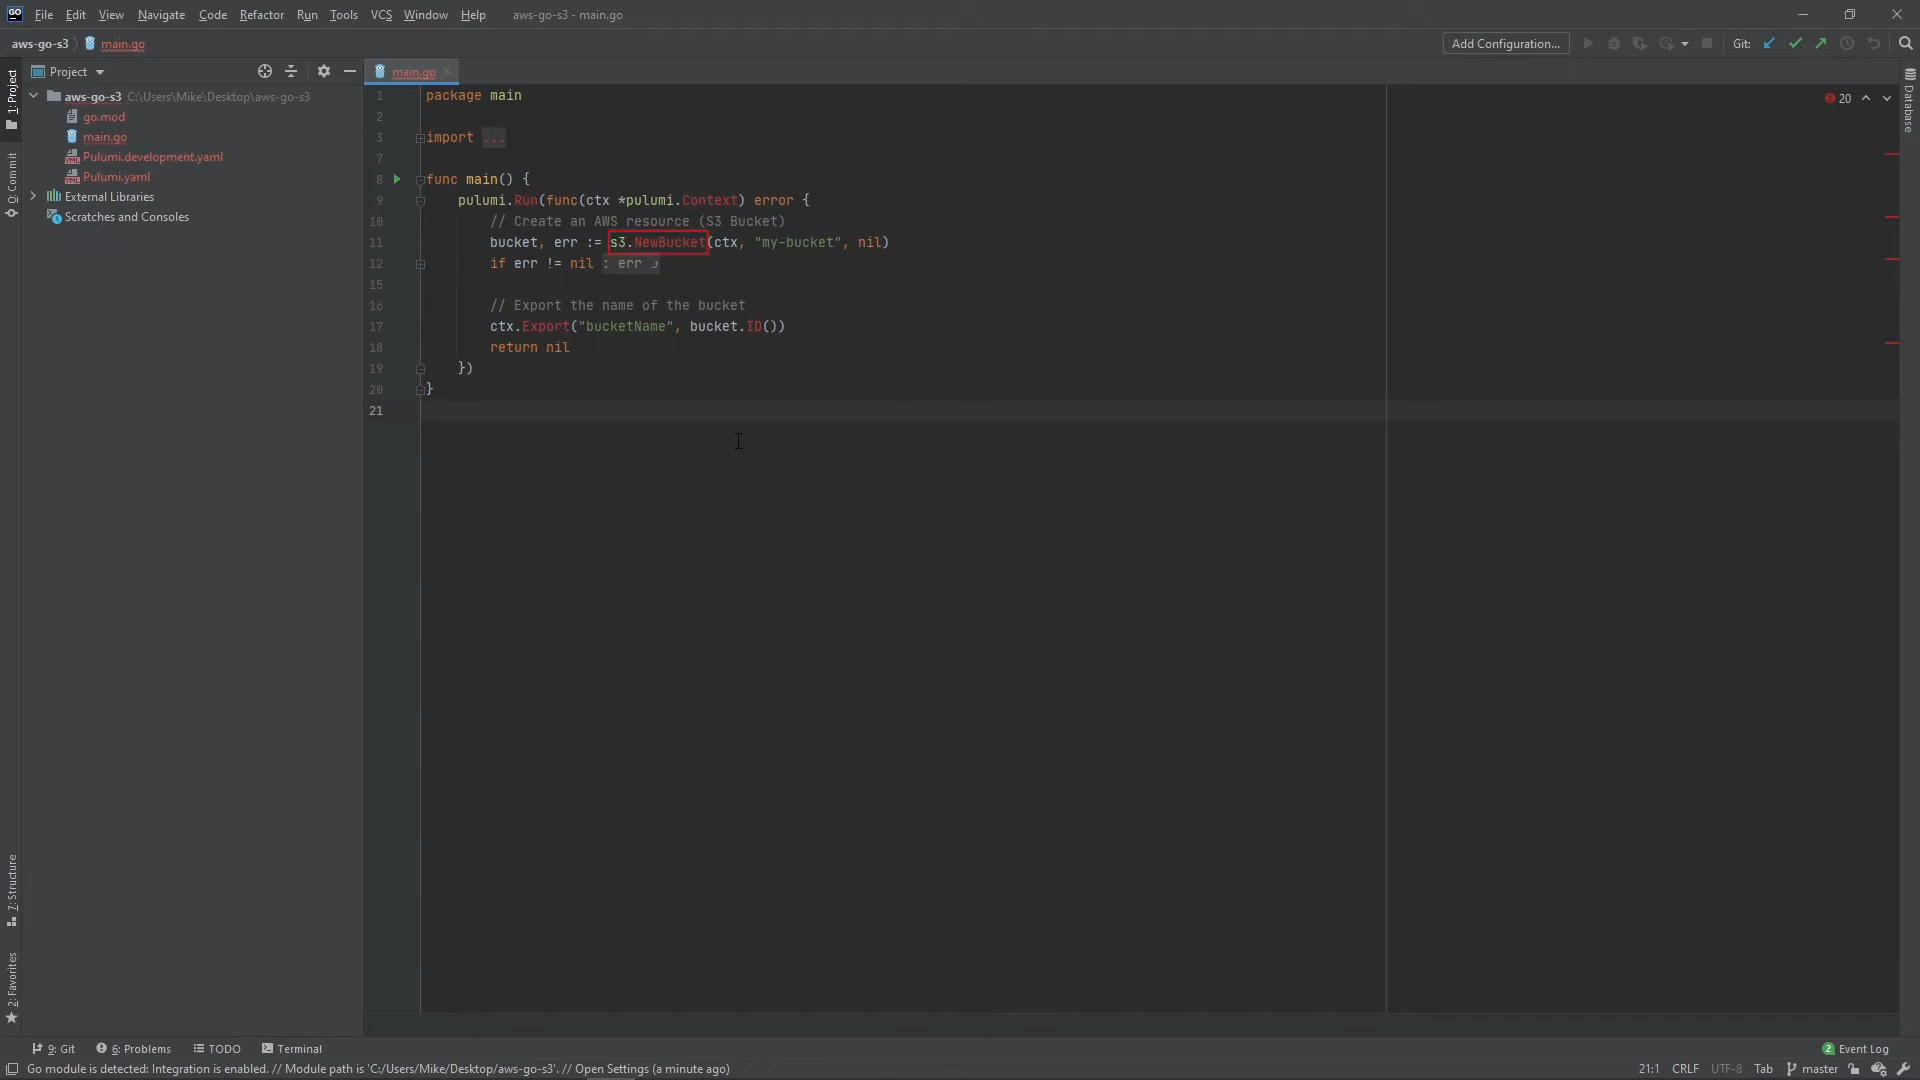 GO File Edit View Navigate Code Refactor Run Tools VCS Window Help aws-go-s3 - main.go
aws-go-s3 main.go Add Configuration... Git:
1: Project
Project
main.go
aws-go-s3 C:\Users\Mike\Desktop\aws-go-s3
go.mod
main.go
Pulumi.development.yaml
Pulumi.yaml
External Libraries
Scratches and Consoles
0: Commit
7: Structure
2: Favorites
1 package main
2
3 import ...
7
8 func main() {
9 pulumi.Run(func(ctx *pulumi.Context) error {
10 // Create an AWS resource (S3 Bucket)
11 bucket, err := s3.NewBucket(ctx, "my-bucket", nil)
12 if err != nil : err
15
16 // Export the name of the bucket
17 ctx.Export("bucketName", bucket.ID())
18 return nil
19 })
20 }
21
20
Database
9: Git 6: Problems TODO Terminal 2 Event Log
Go module is detected: Integration is enabled. // Module path is 'C:/Users/Mike/Desktop/aws-go-s3'. // Open Settings (a minute ago) 21:1 CRLF UTF-8 Tab master